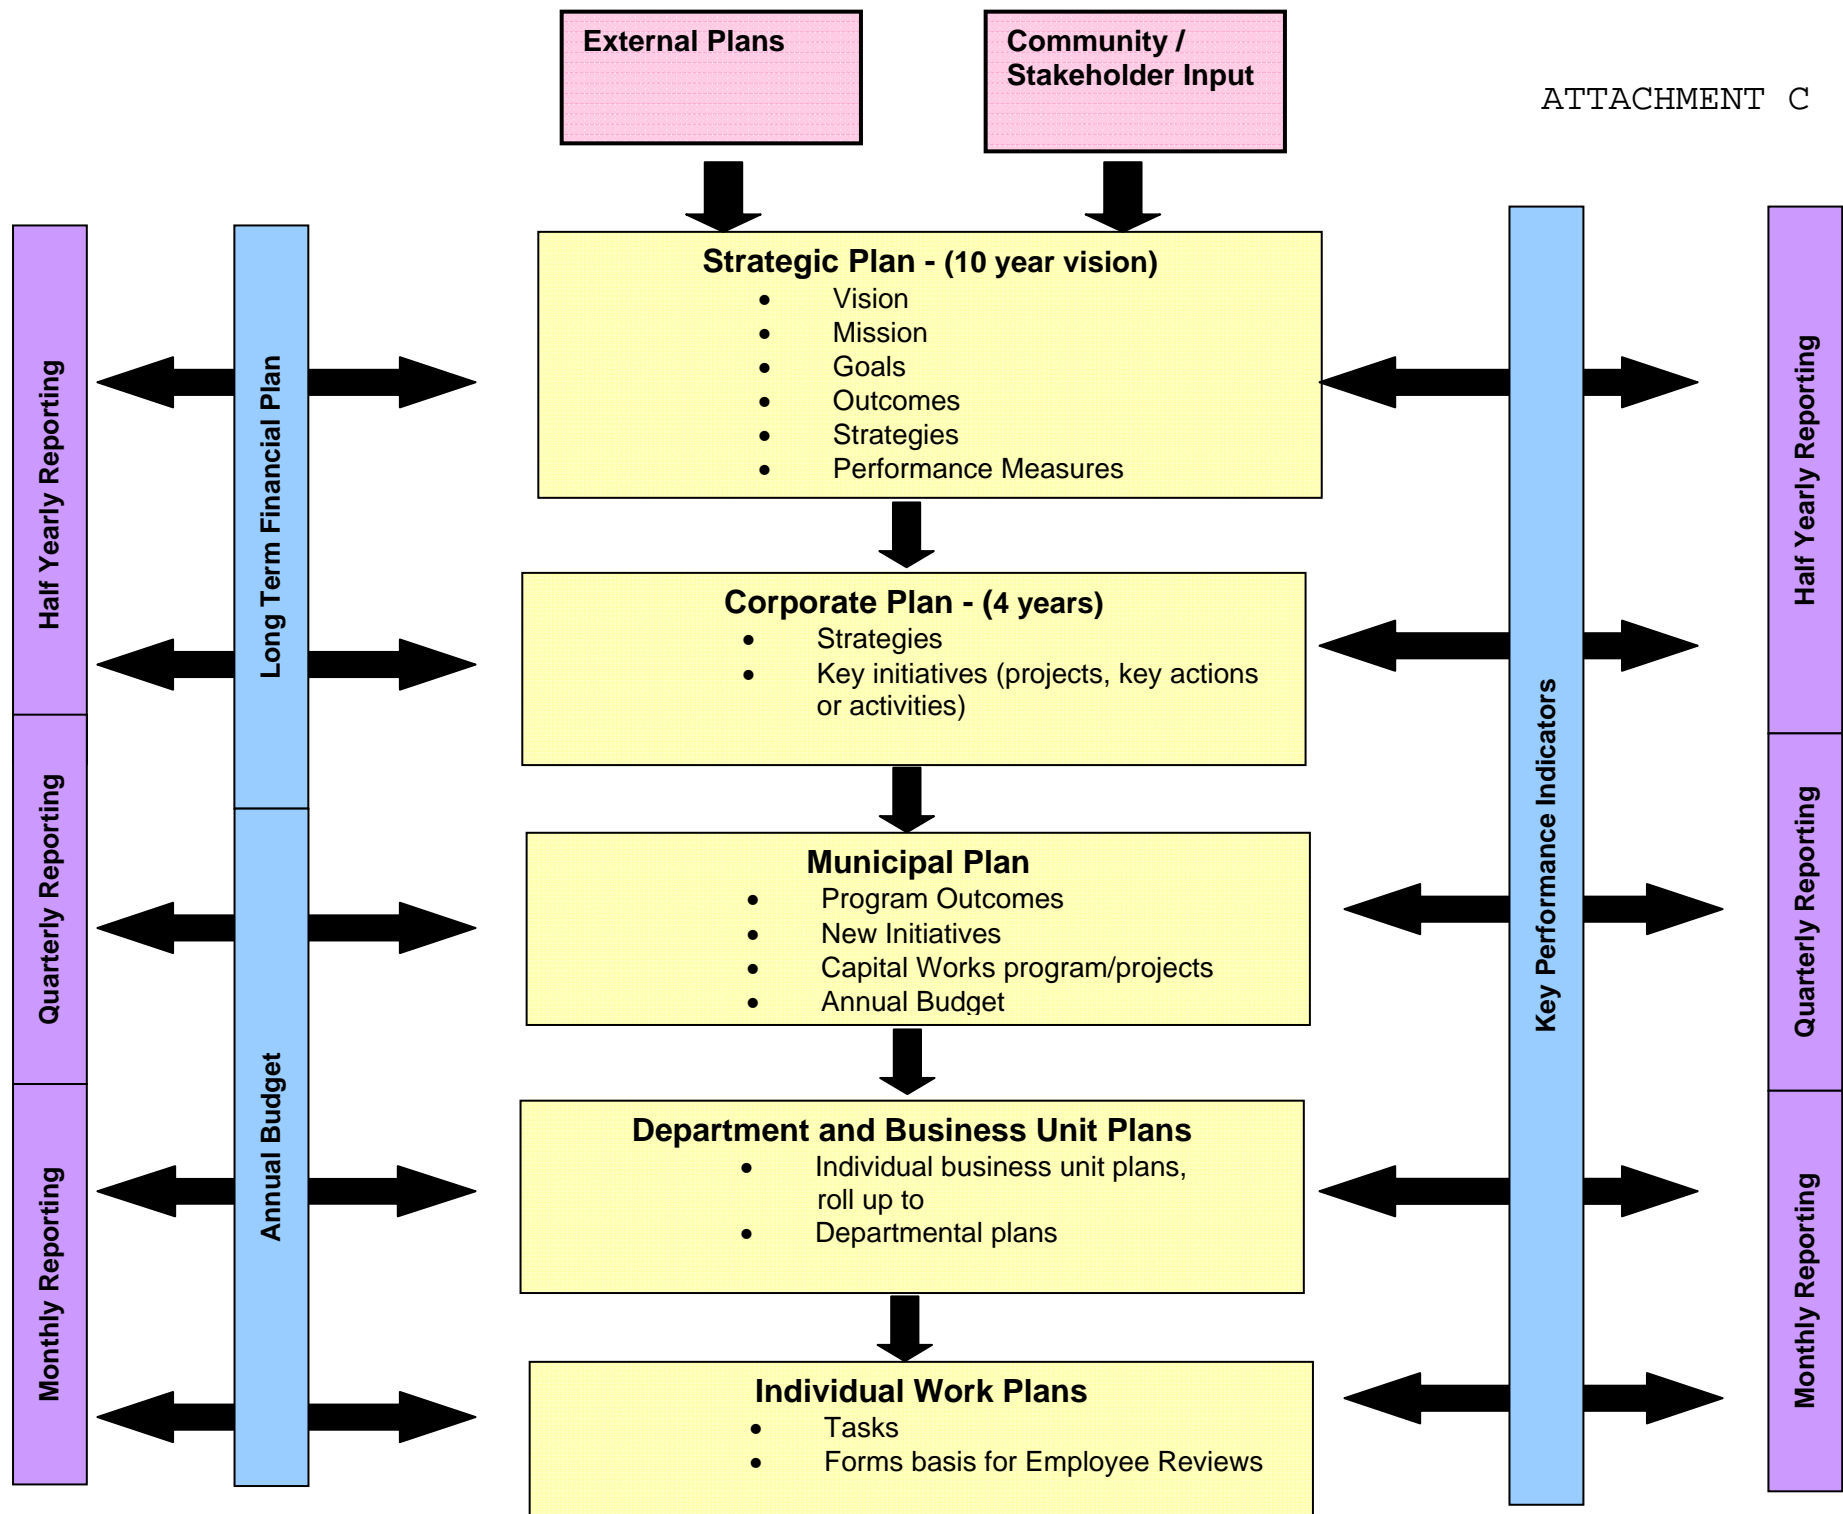 External Plans
Community /
Stakeholder Input
ATTACHMENT C
Half Yearly Reporting
Quarterly Reporting
Monthly Reporting
Long Term Financial Plan
Annual Budget
Strategic Plan - (10 year vision)
• Vision
• Mission
• Goals
• Outcomes
• Strategies
• Performance Measures
Corporate Plan - (4 years)
• Strategies
• Key initiatives (projects, key actions
or activities)
Municipal Plan
• Program Outcomes
• New Initiatives
• Capital Works program/projects
• Annual Budget
Department and Business Unit Plans
• Individual business unit plans,
roll up to
• Departmental plans
Individual Work Plans
• Tasks
• Forms basis for Employee Reviews
Key Performance Indicators
Half Yearly Reporting
Quarterly Reporting
Monthly Reporting